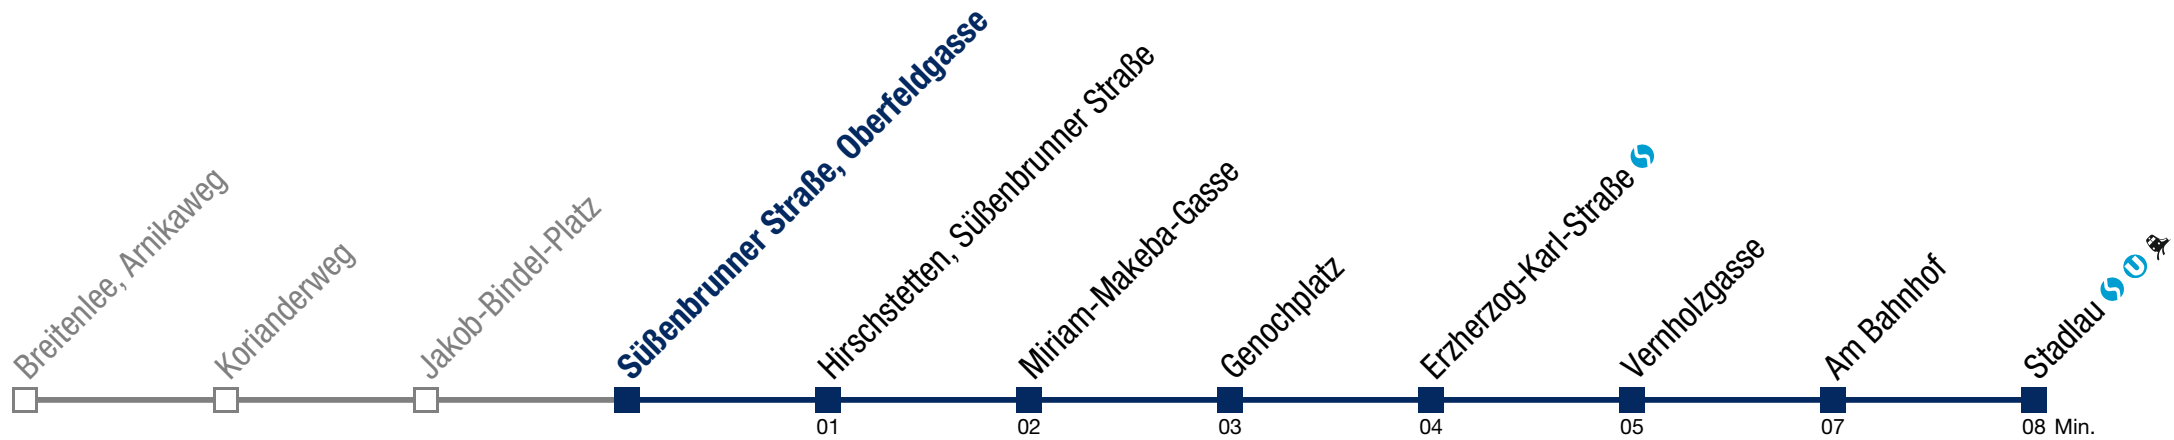 Breitenlee, Arnikaweg
Korianderweg
Jakob-Bindel-Platz
Süßenbrunner Straße, Oberfeldgasse
Hirschstetten, Süßenbrunner Straße
Miriam-Makeba-Gasse
Genochplatz
Erzherzog-Karl-Straße S
Vernholzgasse
Am Bahnhof
Stadlau S U
01 02 03 04 05 07 08 Min.